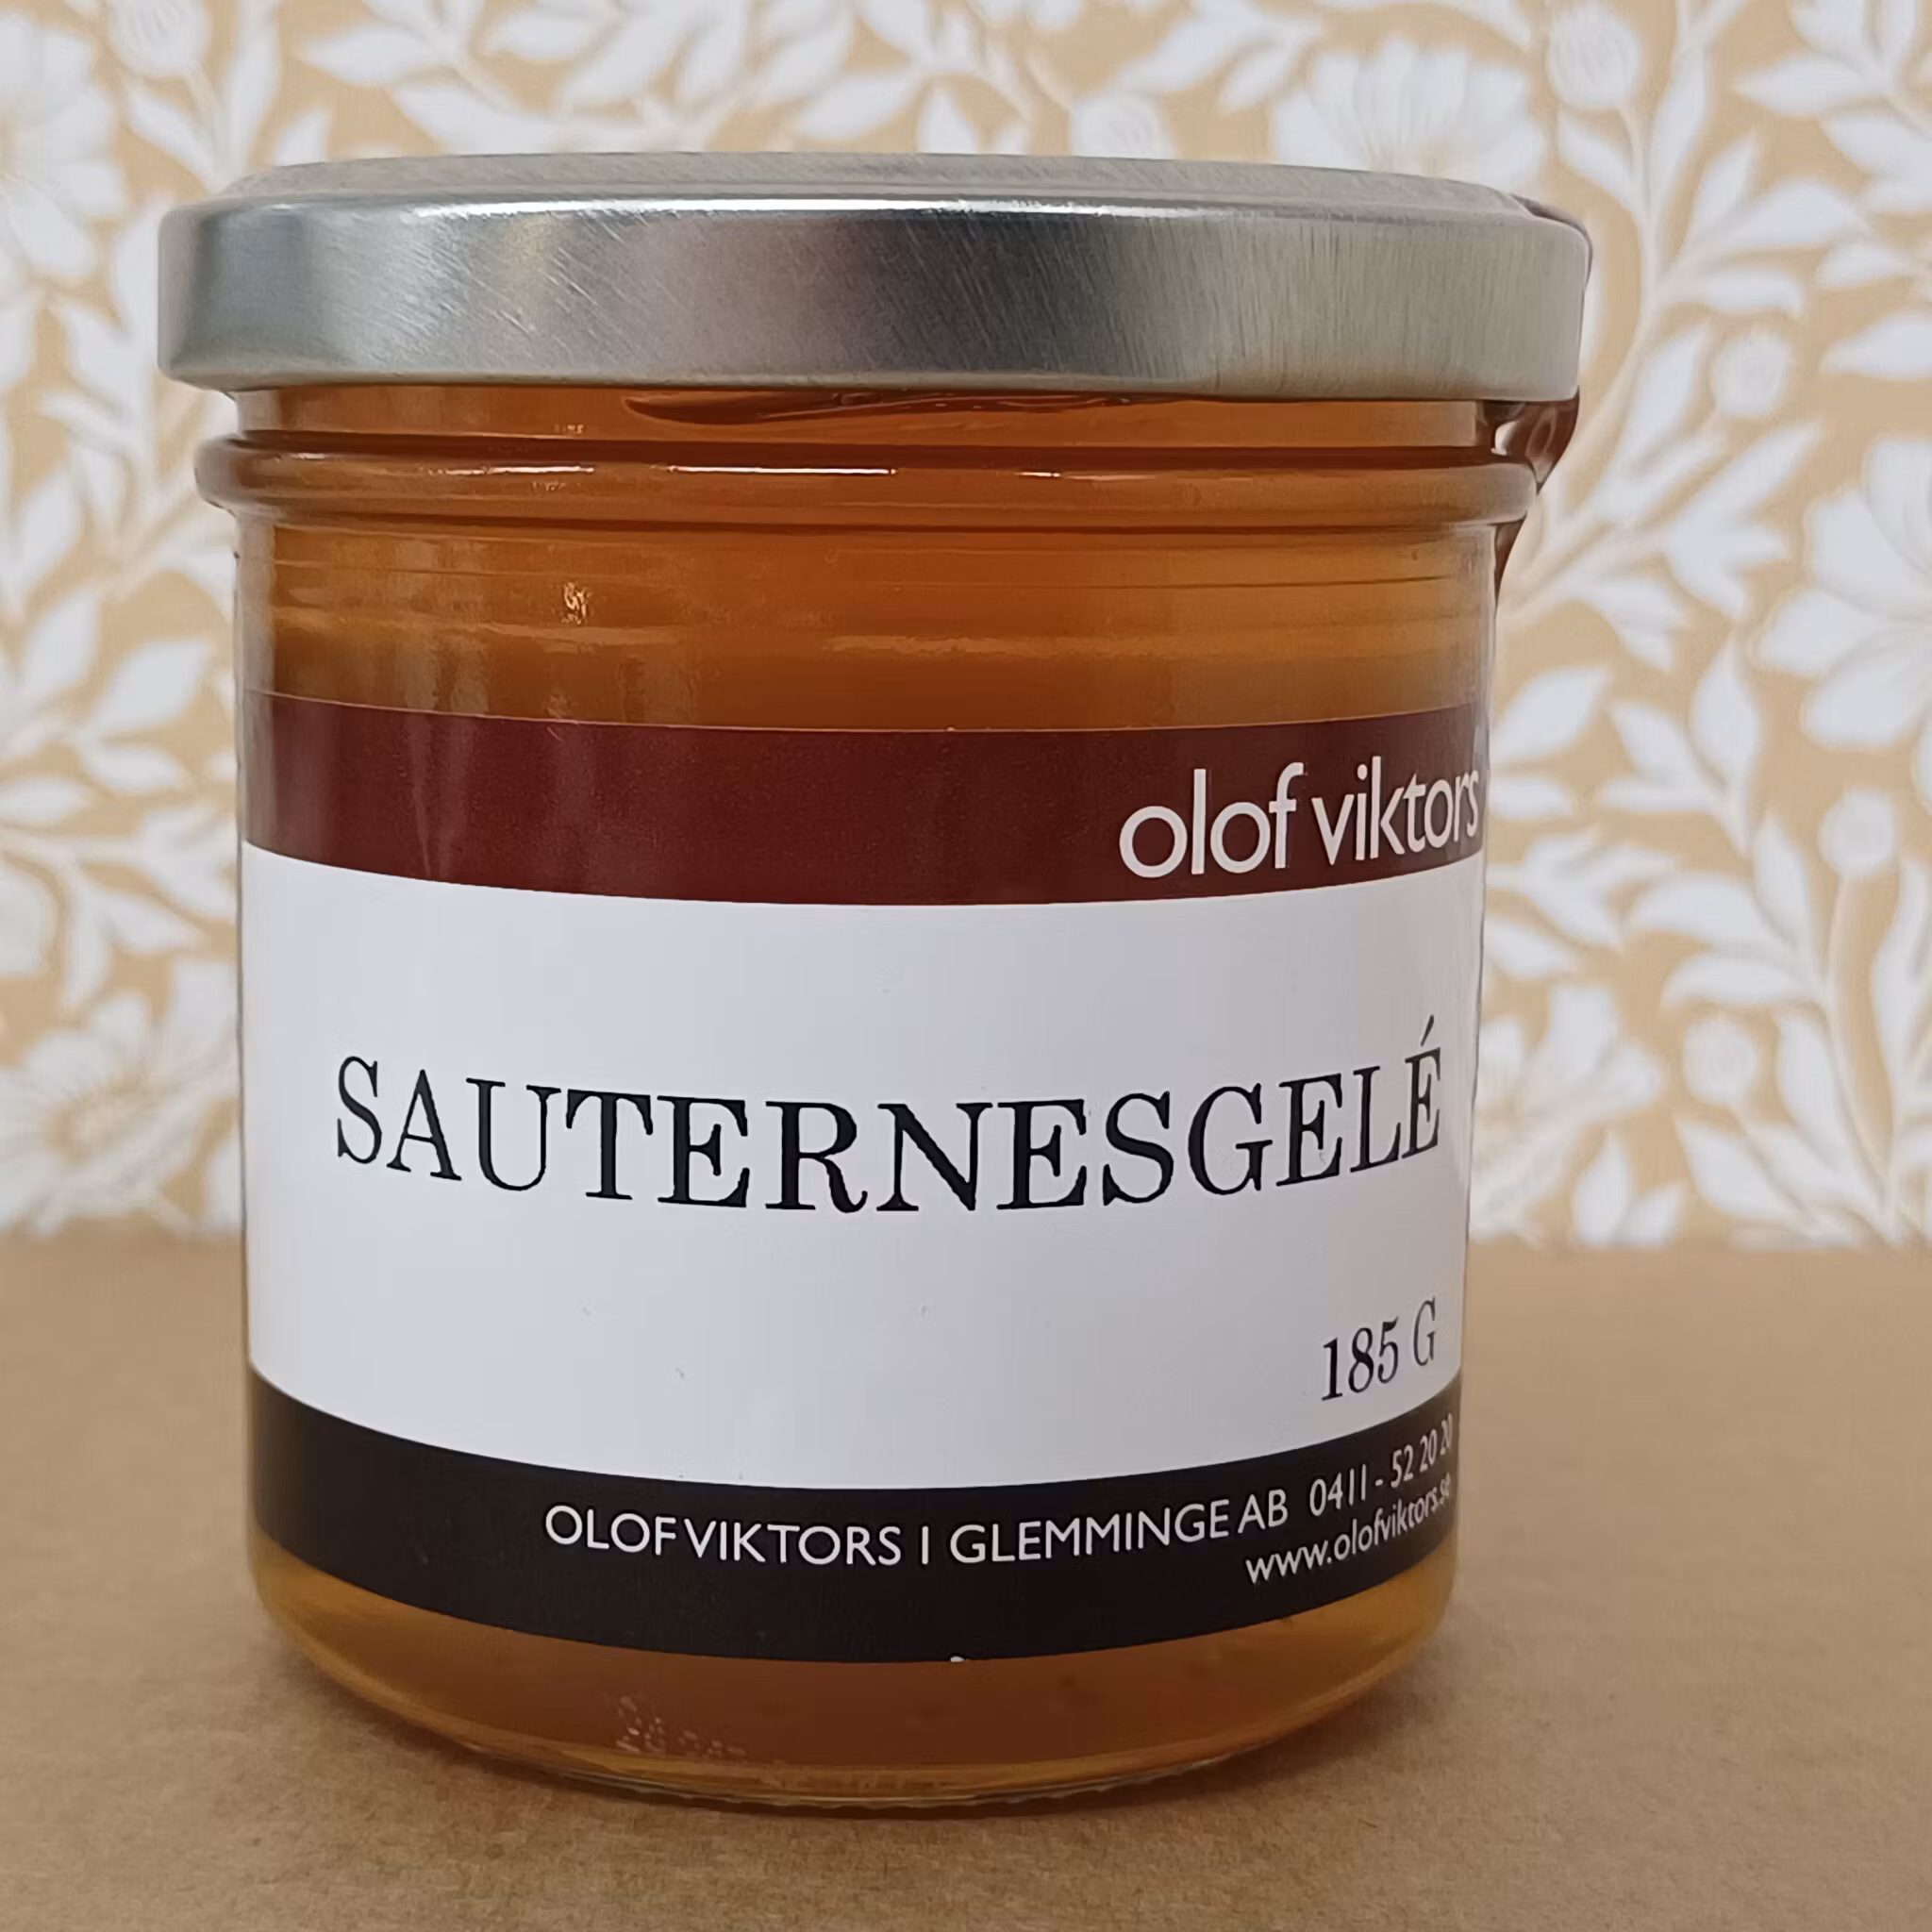 olof viktors
SAUTERNESGELÉ
185 G
OLOF VIKTORS I GLEMMINGE AB 0411 - 52 20 20
www.olofviktors.se